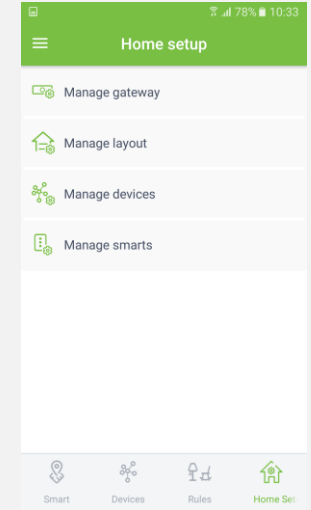 78% 10:33
Home setup
Manage gateway
Manage layout
Manage devices
Manage smarts
Smart Devices Rules Home Set